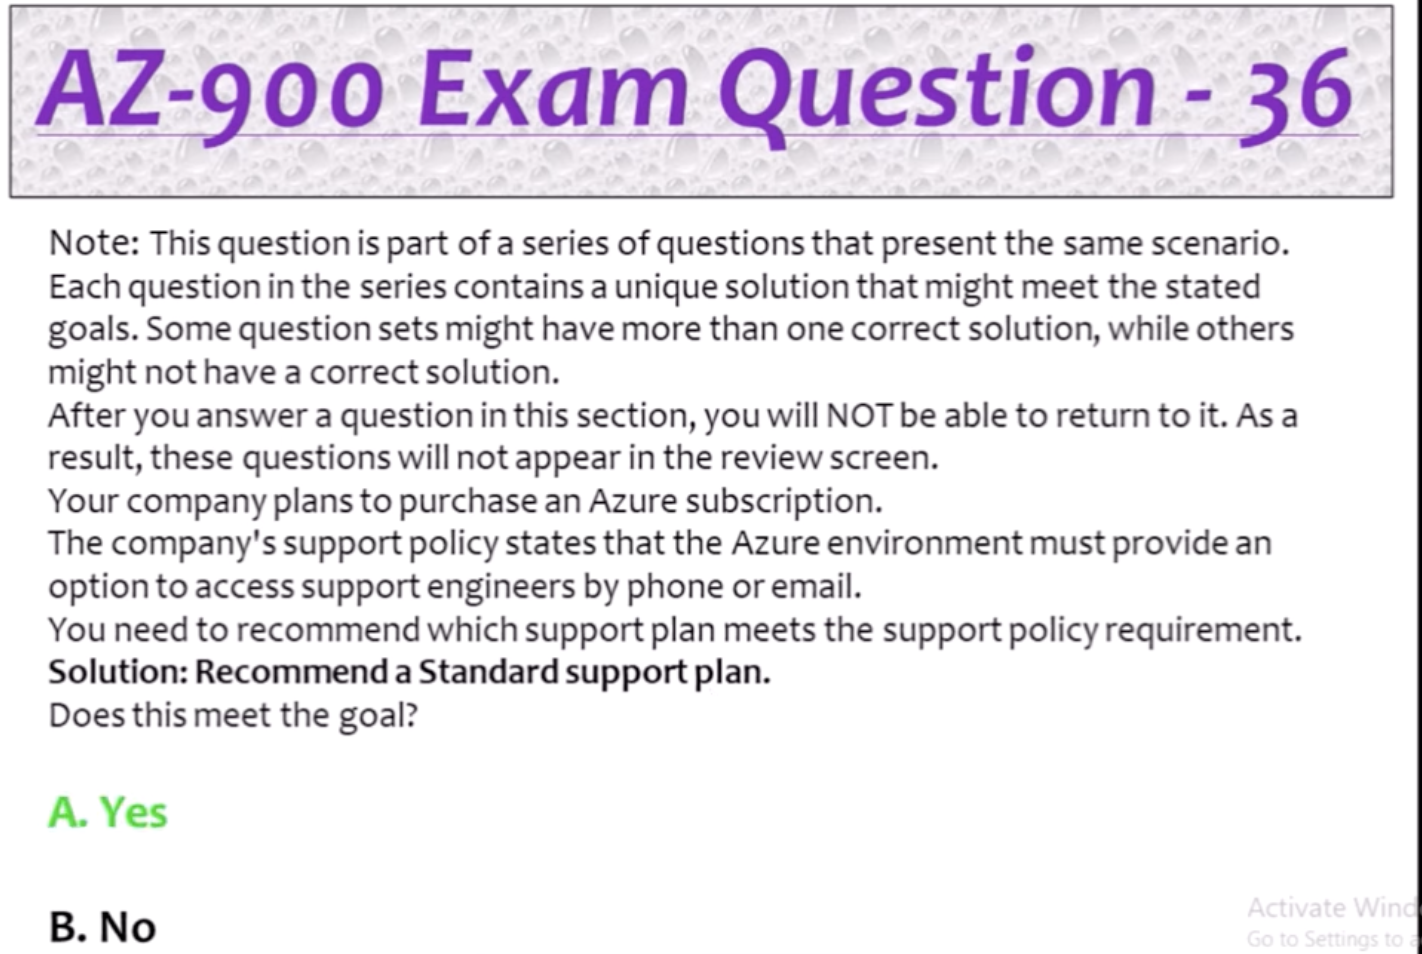 AZ-900 Exam Question - 36
Note: This question is part of a series of questions that present the same scenario.
Each question in the series contains a unique solution that might meet the stated
goals. Some question sets might have more than one correct solution, while others
might not have a correct solution.
After you answer a question in this section, you will NOT be able to return to it. As a
result, these questions will not appear in the review screen.
Your company plans to purchase an Azure subscription.
The company's support policy states that the Azure environment must provide an
option to access support engineers by phone or email.
You need to recommend which support plan meets the support policy requirement.
Solution: Recommend a Standard support plan.
Does this meet the goal?
A. Yes
B. No
Activate Wind
Go to Settings to a